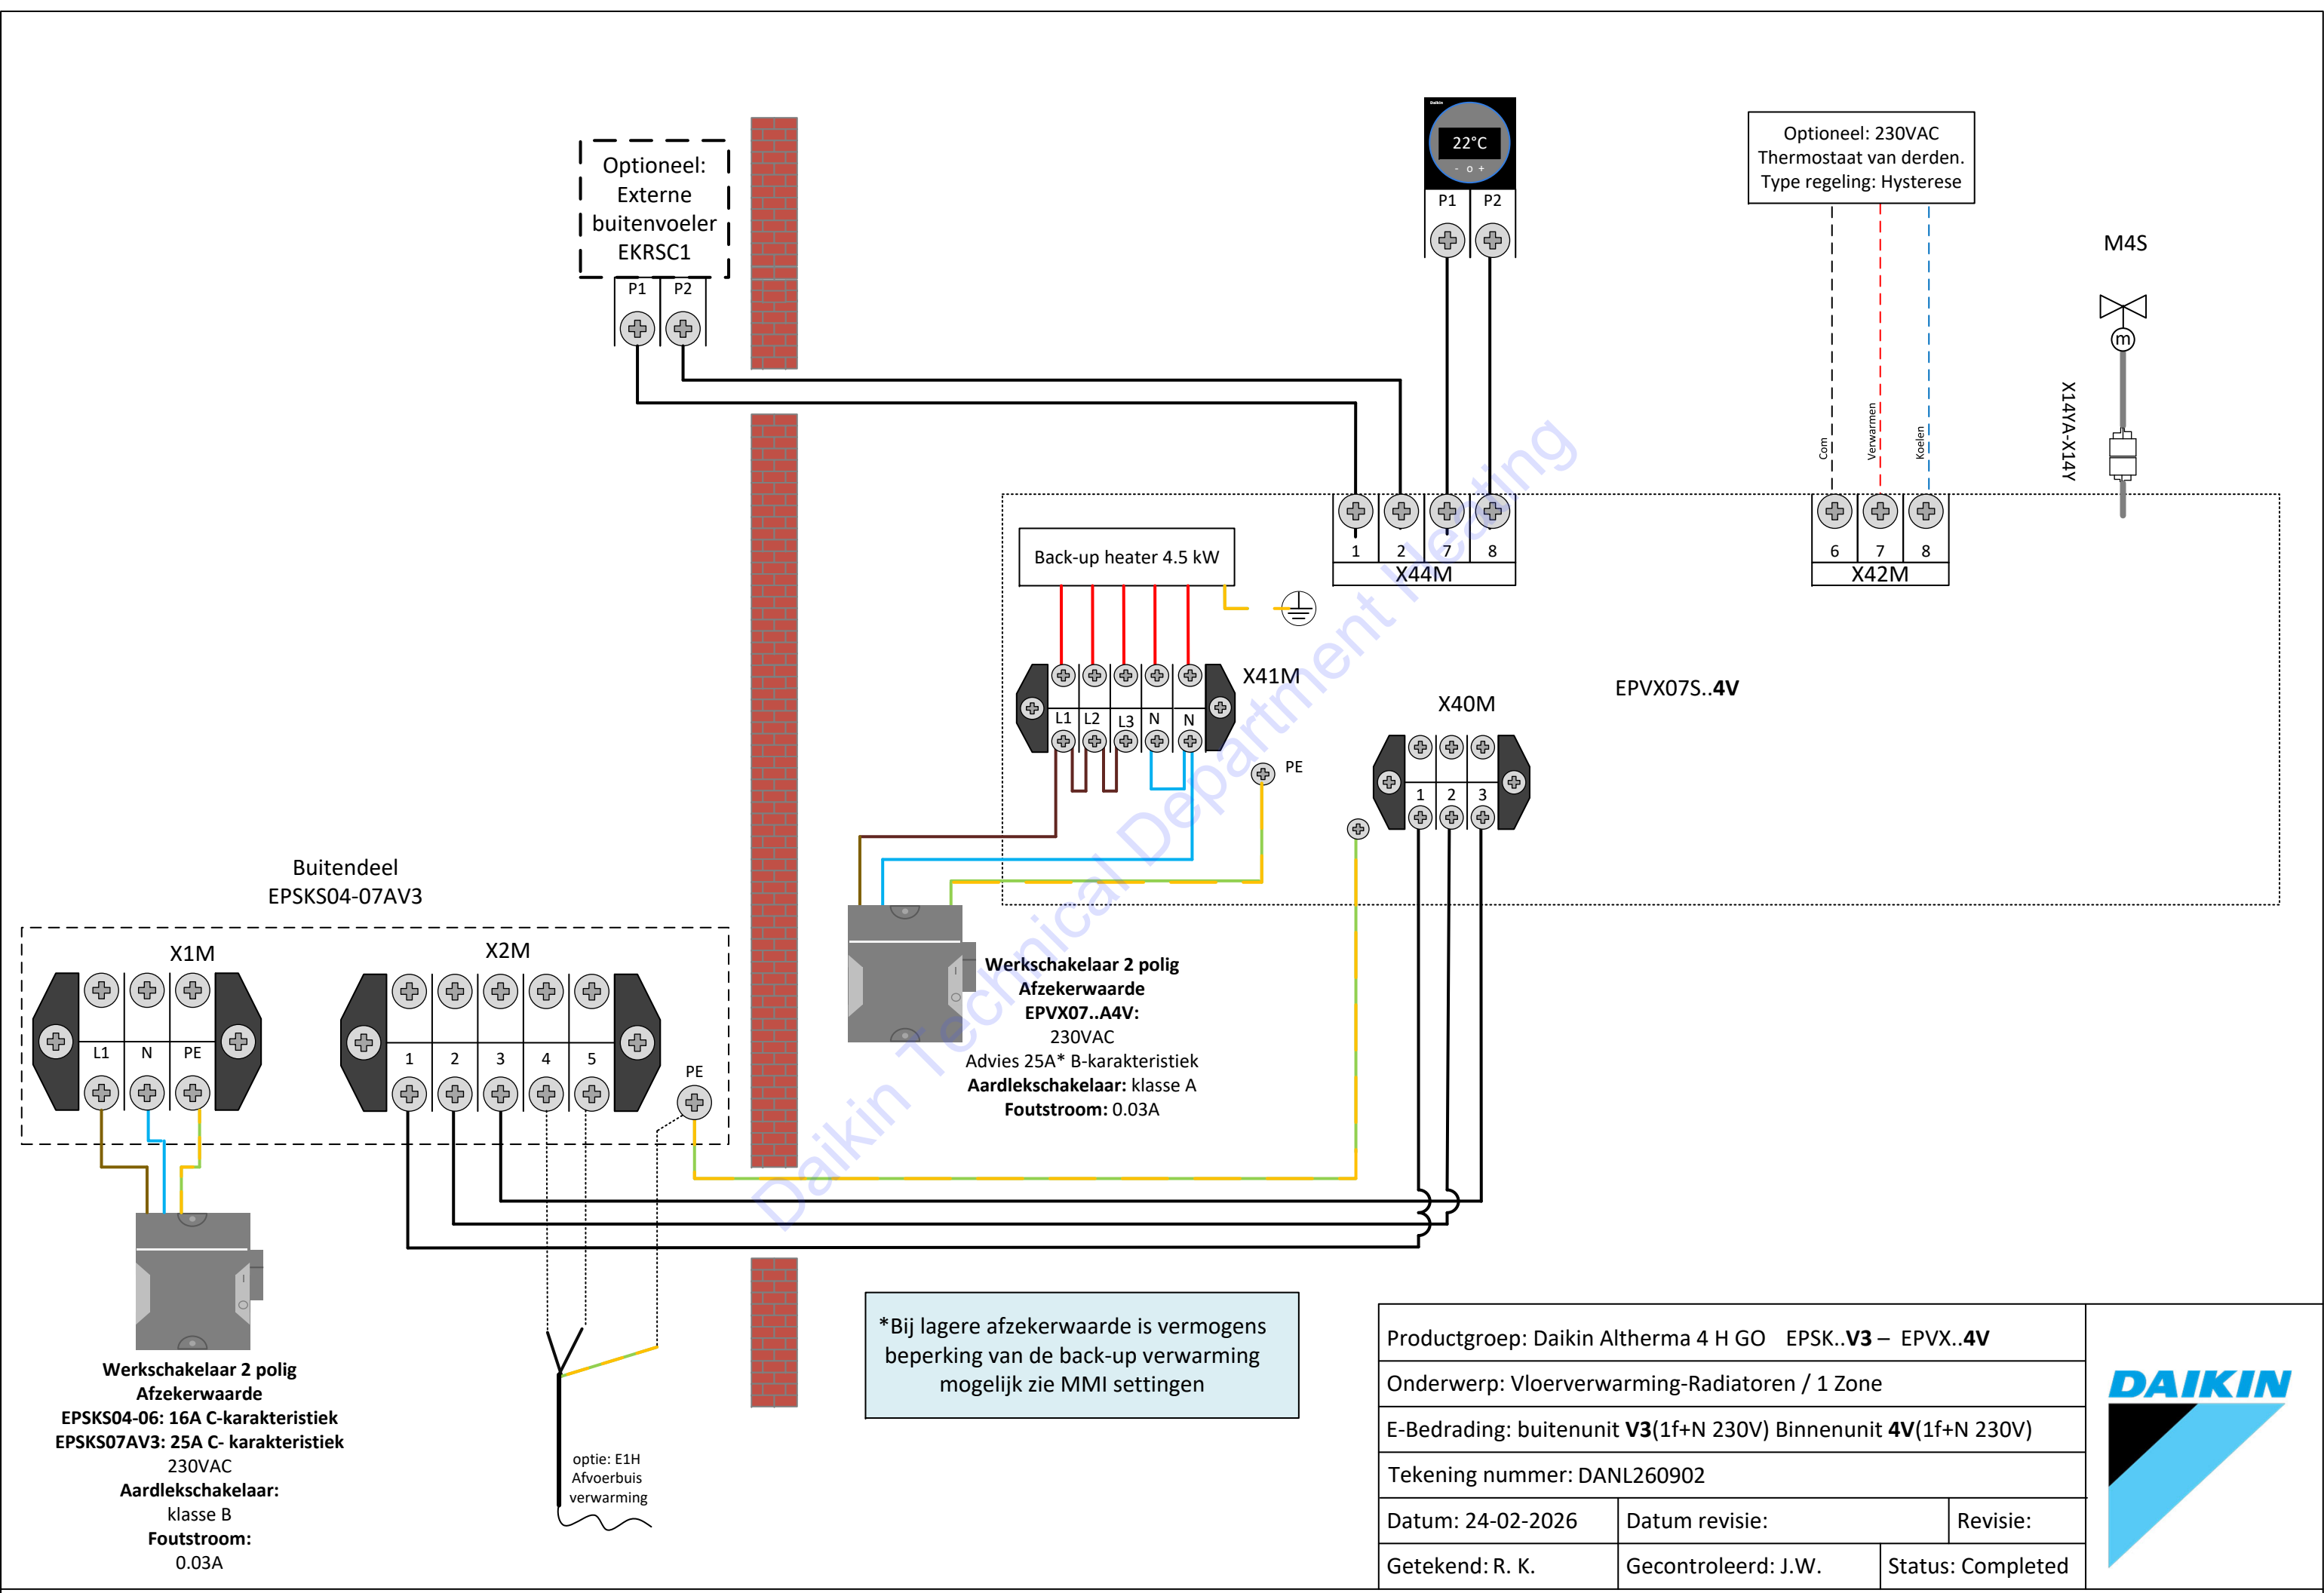 Optioneel:
Externe
buitenvoeler
EKRSC1
P1 P2
Daikin
22°C
- o +
P1 P2
Optioneel: 230VAC
Thermostaat van derden.
Type regeling: Hysterese
M4S
m
X14YA-X14Y
Com
Verwarmen
Koelen
1 2 7 8
X44M
6 7 8
X42M
Back-up heater 4.5 kW
X41M
L1 L2 L3 N N
PE
EPVX07S..4V
X40M
1 2 3
Buitendeel
EPSKS04-07AV3
X1M
L1 N PE
X2M
1 2 3 4 5
PE
Werkschakelaar 2 polig
Afzekerwaarde
EPVX07..A4V:
230VAC
Advies 25A* B-karakteristiek
Aardlekschakelaar: klasse A
Foutstroom: 0.03A
Werkschakelaar 2 polig
Afzekerwaarde
EPSKS04-06: 16A C-karakteristiek
EPSKS07AV3: 25A C- karakteristiek
230VAC
Aardlekschakelaar:
klasse B
Foutstroom:
0.03A
optie: E1H
Afvoerbuis
verwarming
*Bij lagere afzekerwaarde is vermogens
beperking van de back-up verwarming
mogelijk zie MMI settingen
Daikin Technical Department Heating
Productgroep: Daikin Altherma 4 H GO EPSK..V3 – EPVX..4V
Onderwerp: Vloerverwarming-Radiatoren / 1 Zone
E-Bedrading: buitenunit V3(1f+N 230V) Binnenunit 4V(1f+N 230V)
Tekening nummer: DANL260902
Datum: 24-02-2026 Datum revisie: Revisie:
Getekend: R. K. Gecontroleerd: J.W. Status: Completed
DAIKIN